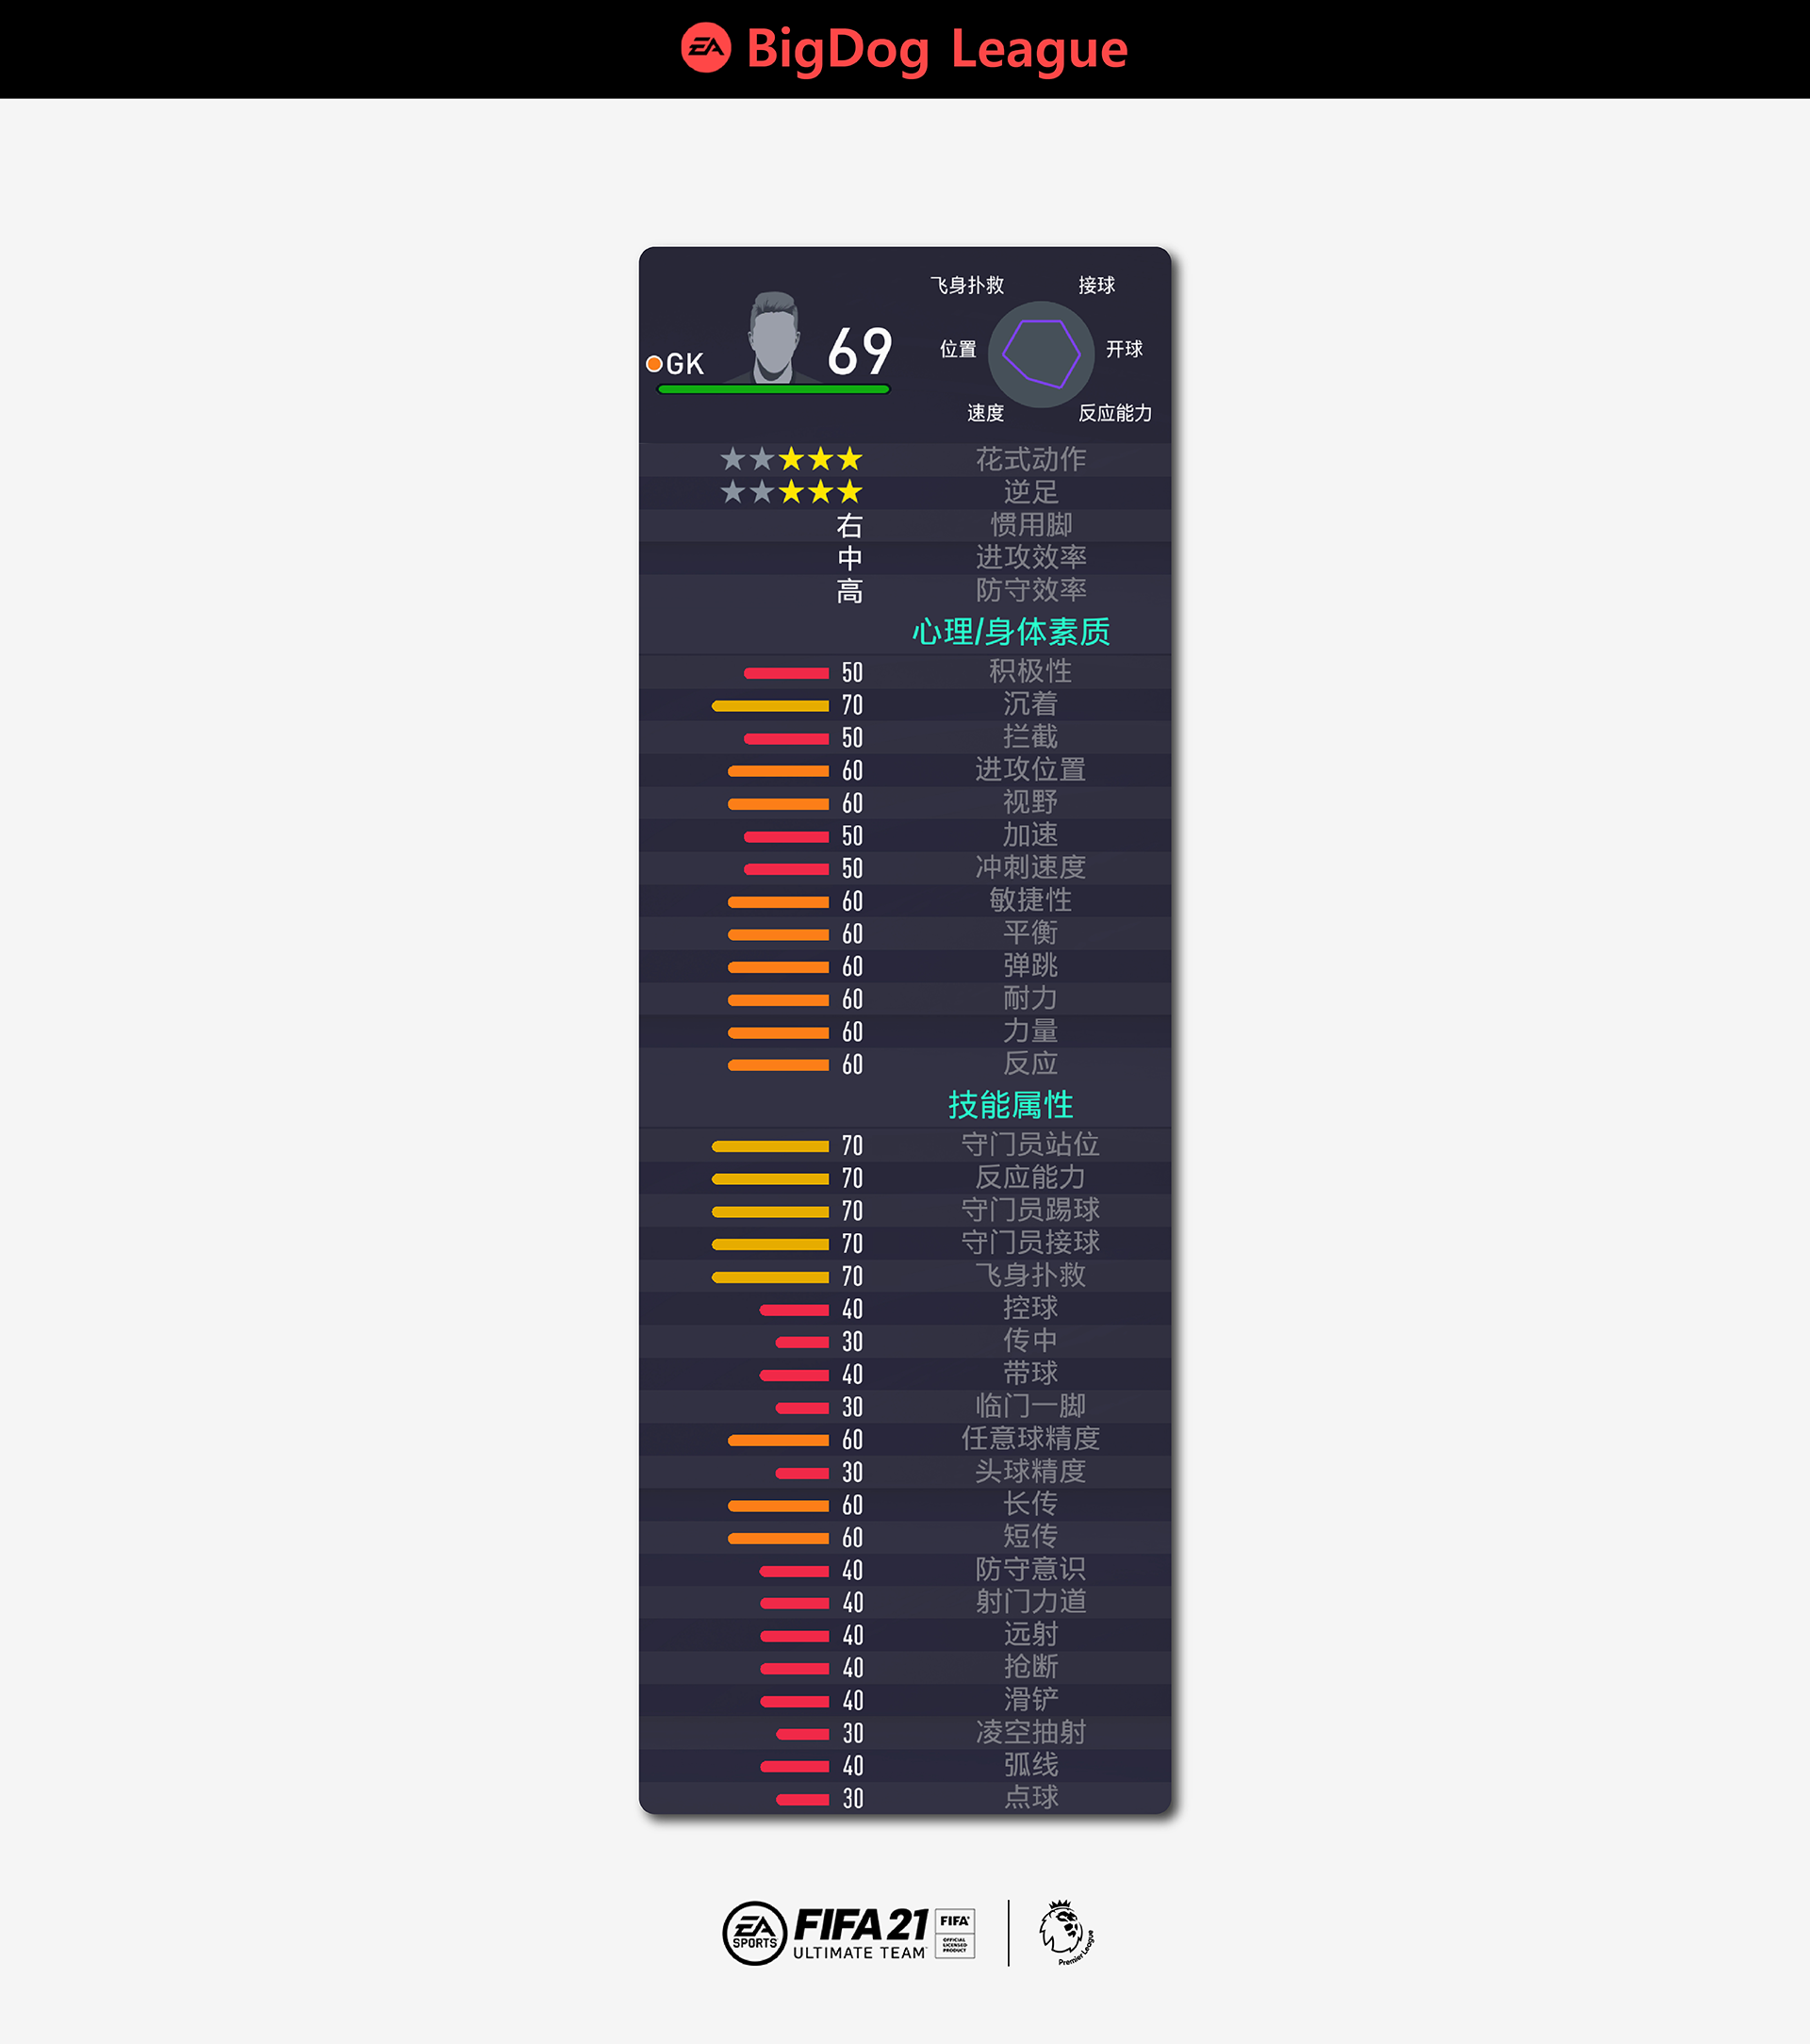 EA BigDog League
飞身扑救 接球
GK 69 位置 开球
速度 反应能力
★★★★★ 花式动作
★★★★★ 逆足
右 惯用脚
中 进攻效率
高 防守效率
心理/身体素质
50 积极性
70 沉着
50 拦截
60 进攻位置
60 视野
50 加速
50 冲刺速度
60 敏捷性
60 平衡
60 弹跳
60 耐力
60 力量
60 反应
技能属性
70 守门员站位
70 反应能力
70 守门员踢球
70 守门员接球
70 飞身扑救
40 控球
30 传中
40 带球
30 临门一脚
60 任意球精度
30 头球精度
60 长传
60 短传
40 防守意识
40 射门力道
40 远射
40 抢断
40 滑铲
30 凌空抽射
40 弧线
30 点球
EA SPORTS FIFA 21 ULTIMATE TEAM
FIFA OFFICIAL LICENSED PRODUCT
Premier League